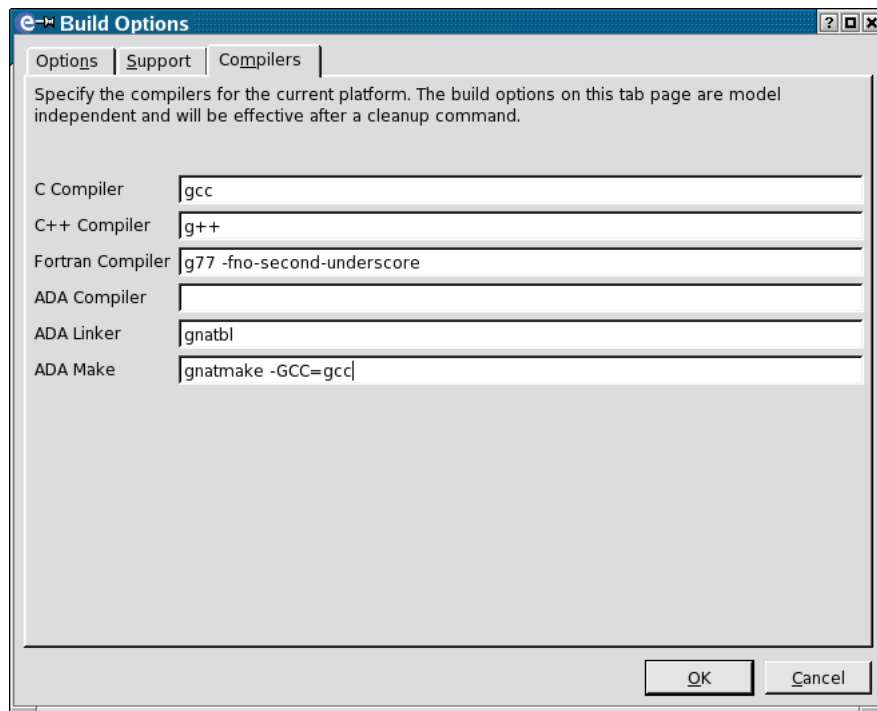 Build Options
Options Support Compilers
Specify the compilers for the current platform. The build options on this tab page are model
independent and will be effective after a cleanup command.
C Compiler gcc
C++ Compiler g++
Fortran Compiler g77 -fno-second-underscore
ADA Compiler
ADA Linker gnatbl
ADA Make gnatmake -GCC=gcc
OK Cancel